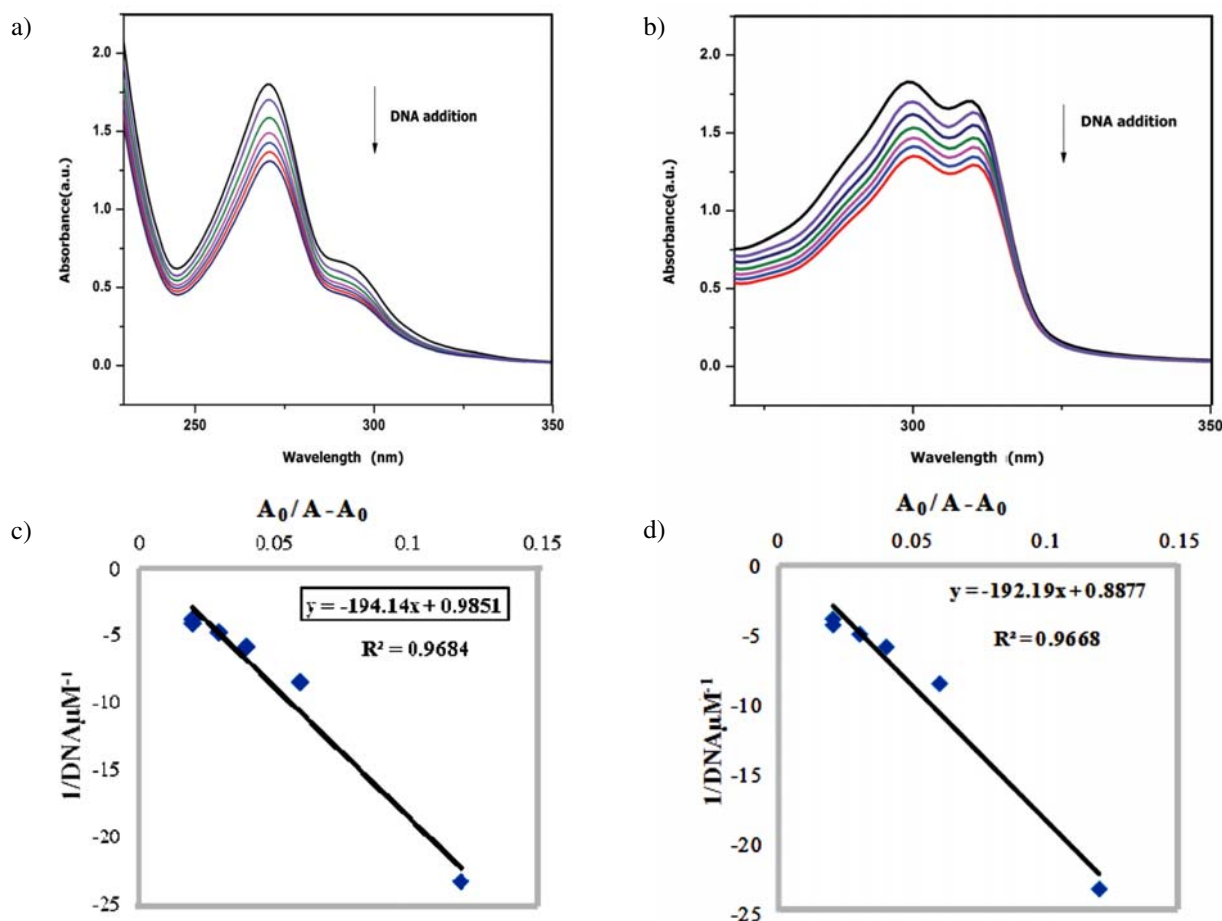 a)
2.0
1.5
1.0
0.5
0.0
Absorbance(a.u.)
DNA addition
250
300
350
Wavelength (nm)
b)
2.0
1.5
1.0
0.5
0.0
Absorbance(a.u.)
DNA addition
300
350
Wavelength (nm)
c)
A₀/A-A₀
0
0.05
0.1
0.15
0
-5
-10
-15
-20
-25
1/DNAµM⁻¹
y = -194.14x + 0.9851
R² = 0.9684
d)
A₀/A-A₀
0
0.05
0.1
0.15
0
-5
-10
-15
-20
-25
1/DNAµM⁻¹
y = -192.19x + 0.8877
R² = 0.9668